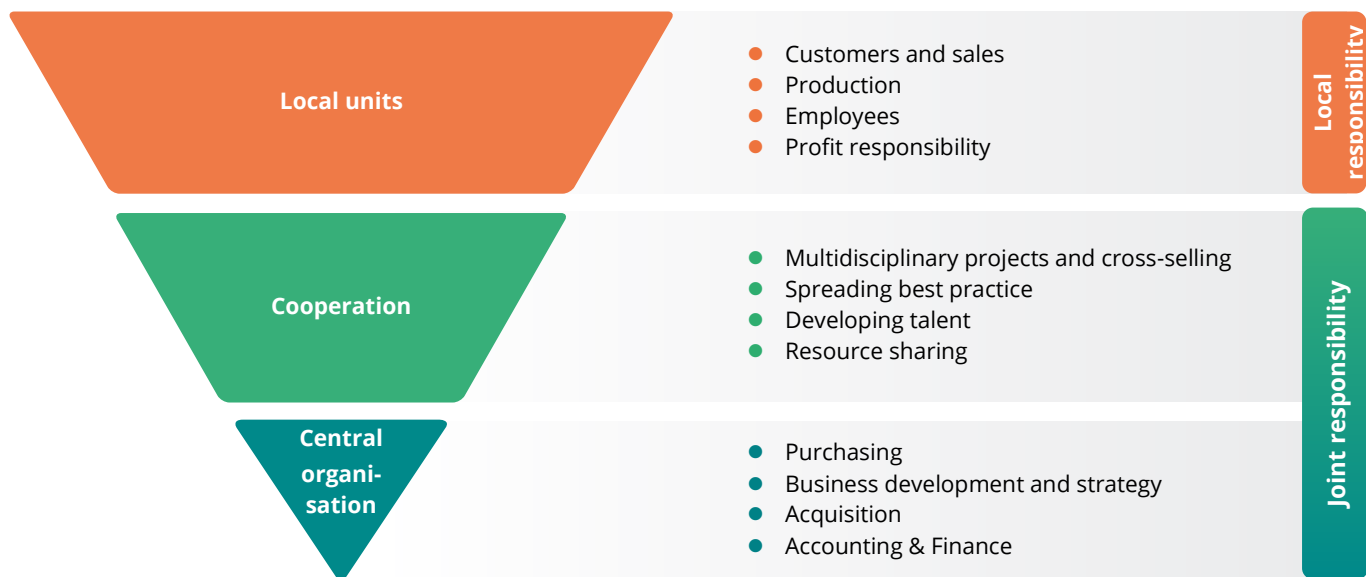 Local units
Customers and sales
Production
Employees
Profit responsibility
Local
responsibility
Cooperation
Multidisciplinary projects and cross-selling
Spreading best practice
Developing talent
Resource sharing
Joint responsibility
Central
organi-
sation
Purchasing
Business development and strategy
Acquisition
Accounting & Finance